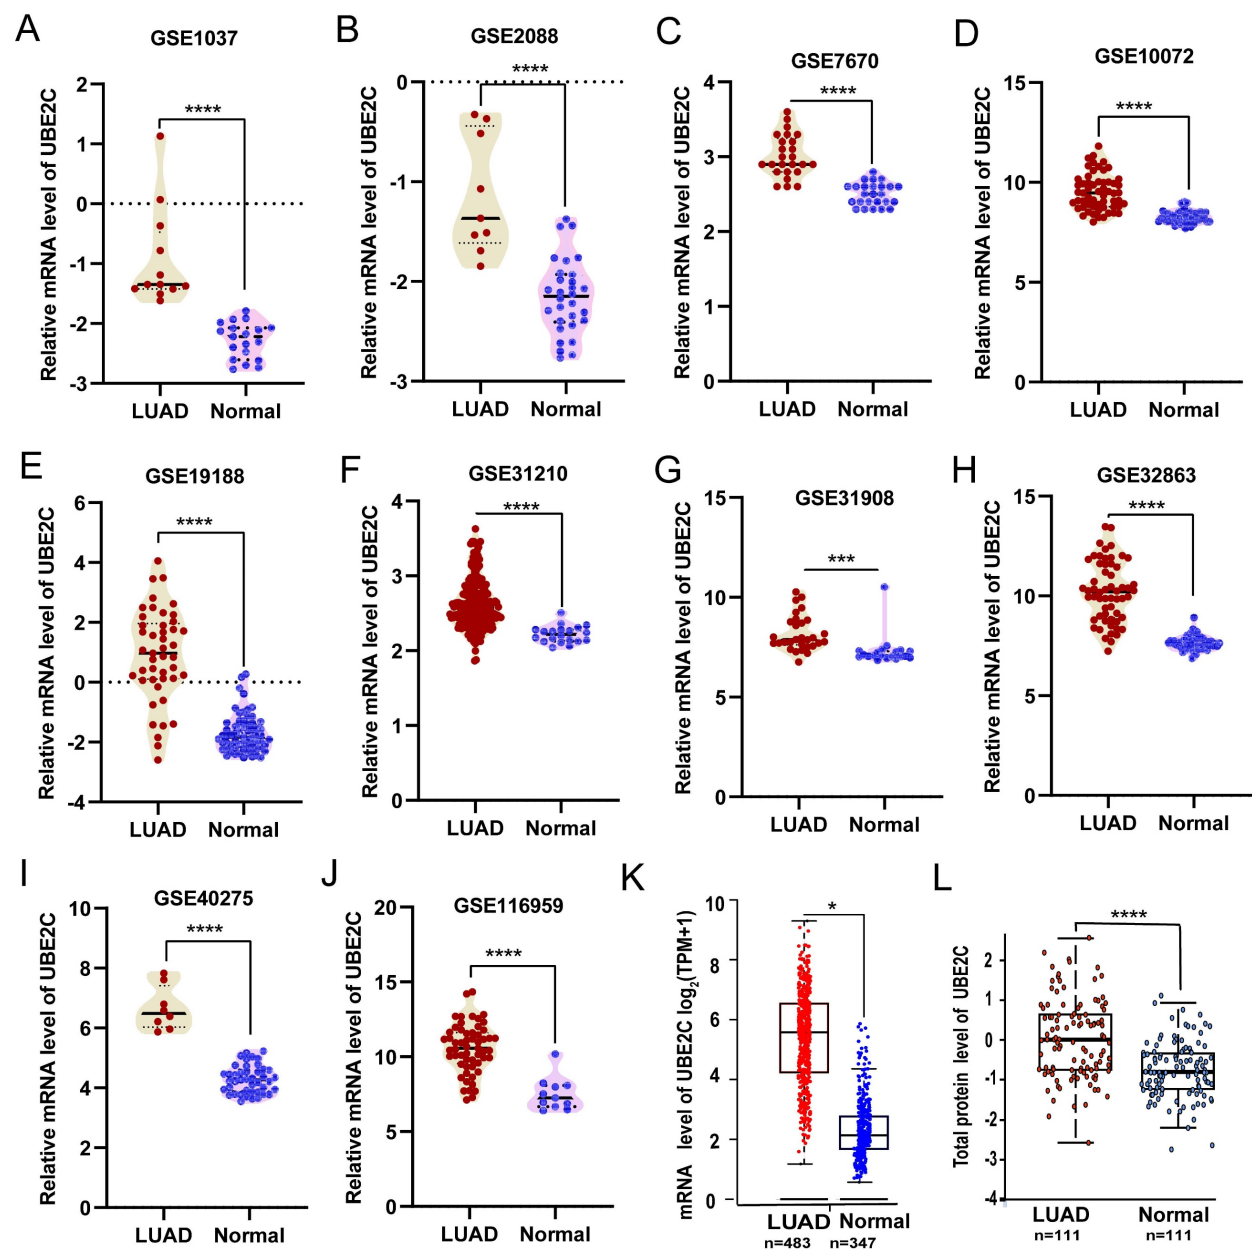 A
GSE1037
Relative mRNA level of UBE2C
2
1
0
-1
-2
-3
****
LUAD Normal
B
GSE2088
Relative mRNA level of UBE2C
0
-1
-2
-3
****
LUAD Normal
C
GSE7670
Relative mRNA level of UBE2C
4
3
2
1
0
****
LUAD Normal
D
GSE10072
Relative mRNA level of UBE2C
15
10
5
0
****
LUAD Normal
E
GSE19188
Relative mRNA level of UBE2C
6
4
2
0
-2
-4
****
LUAD Normal
F
GSE31210
Relative mRNA level of UBE2C
4
3
2
1
0
****
LUAD Normal
G
GSE31908
Relative mRNA level of UBE2C
15
10
5
0
***
LUAD Normal
H
GSE32863
Relative mRNA level of UBE2C
15
10
5
0
****
LUAD Normal
I
GSE40275
Relative mRNA level of UBE2C
10
8
6
4
2
0
****
LUAD Normal
J
GSE116959
Relative mRNA level of UBE2C
20
15
10
5
0
****
LUAD Normal
K
mRNA level of UBE2C log2(TPM+1)
10
8
6
4
2
0
*
LUAD Normal
n=483 n=347
L
Total protein level of UBE2C
2
1
0
-1
-2
-3
-4
****
LUAD Normal
n=111 n=111